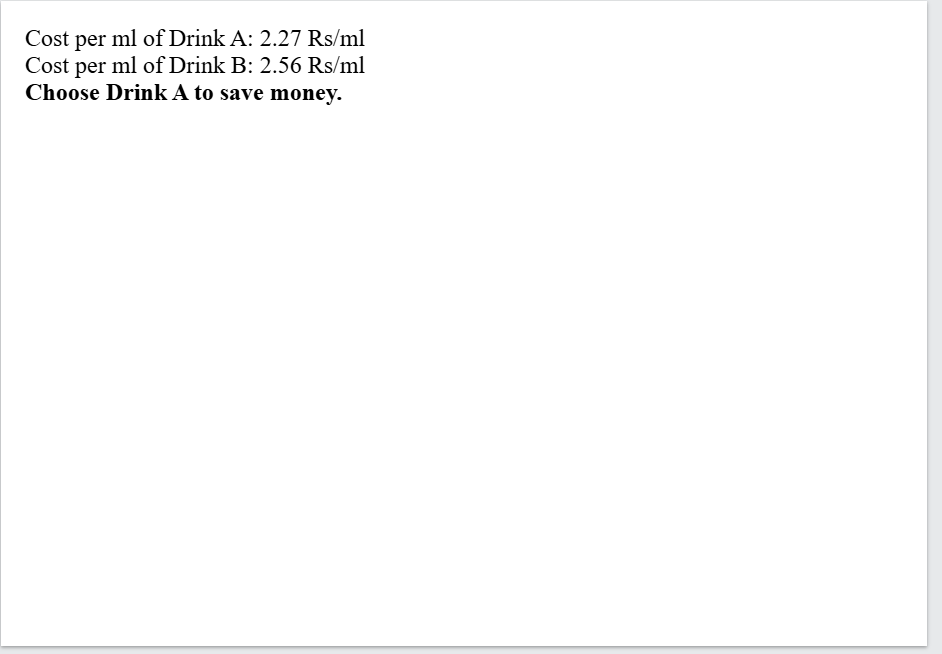 Cost per ml of Drink A: 2.27 Rs/ml
Cost per ml of Drink B: 2.56 Rs/ml
Choose Drink A to save money.